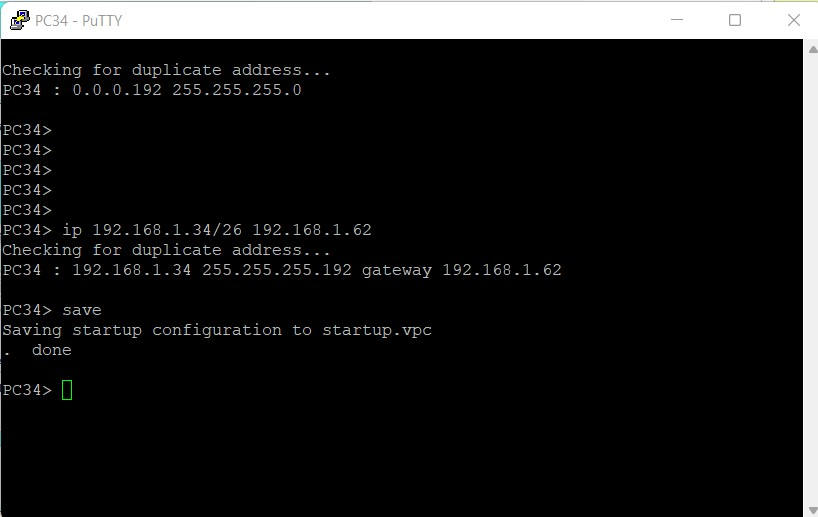 PC34 - PuTTY
Checking for duplicate address...
PC34 : 0.0.0.192 255.255.255.0
PC34>
PC34>
PC34>
PC34>
PC34>
PC34> ip 192.168.1.34/26 192.168.1.62
Checking for duplicate address...
PC34 : 192.168.1.34 255.255.255.192 gateway 192.168.1.62
PC34> save
Saving startup configuration to startup.vpc
.  done
PC34>